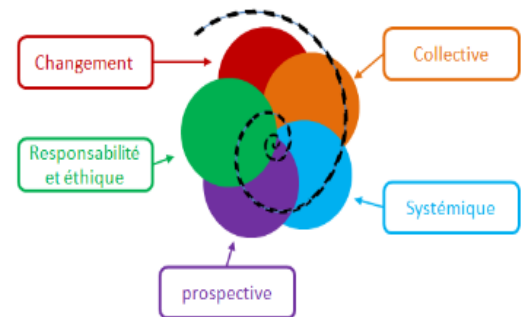 Changement
Collective
Responsabilité
et éthique
Systémique
prospective